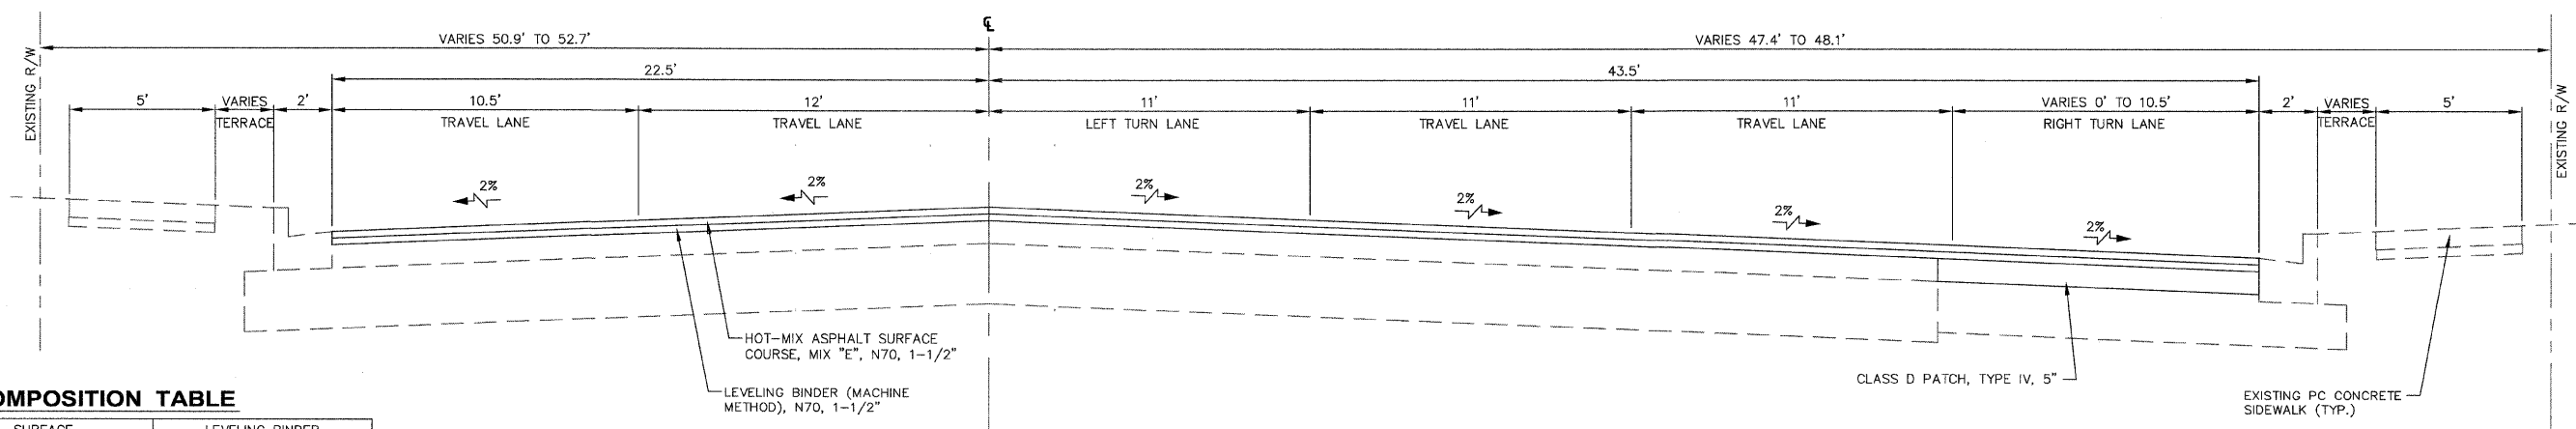 ℄
VARIES 50.9' TO 52.7'
VARIES 47.4' TO 48.1'
EXISTING R/W
EXISTING R/W
22.5'
43.5'
5'
VARIES
TERRACE
2'
10.5'
TRAVEL LANE
12'
TRAVEL LANE
11'
LEFT TURN LANE
11'
TRAVEL LANE
11'
TRAVEL LANE
VARIES 0' TO 10.5'
RIGHT TURN LANE
2'
VARIES
TERRACE
5'
2%
2%
2%
2%
2%
2%
HOT-MIX ASPHALT SURFACE
COURSE, MIX "E", N70, 1-1/2"
LEVELING BINDER (MACHINE
METHOD), N70, 1-1/2"
CLASS D PATCH, TYPE IV, 5"
EXISTING PC CONCRETE
SIDEWALK (TYP.)
OMPOSITION TABLE
SURFACE
LEVELING BINDER